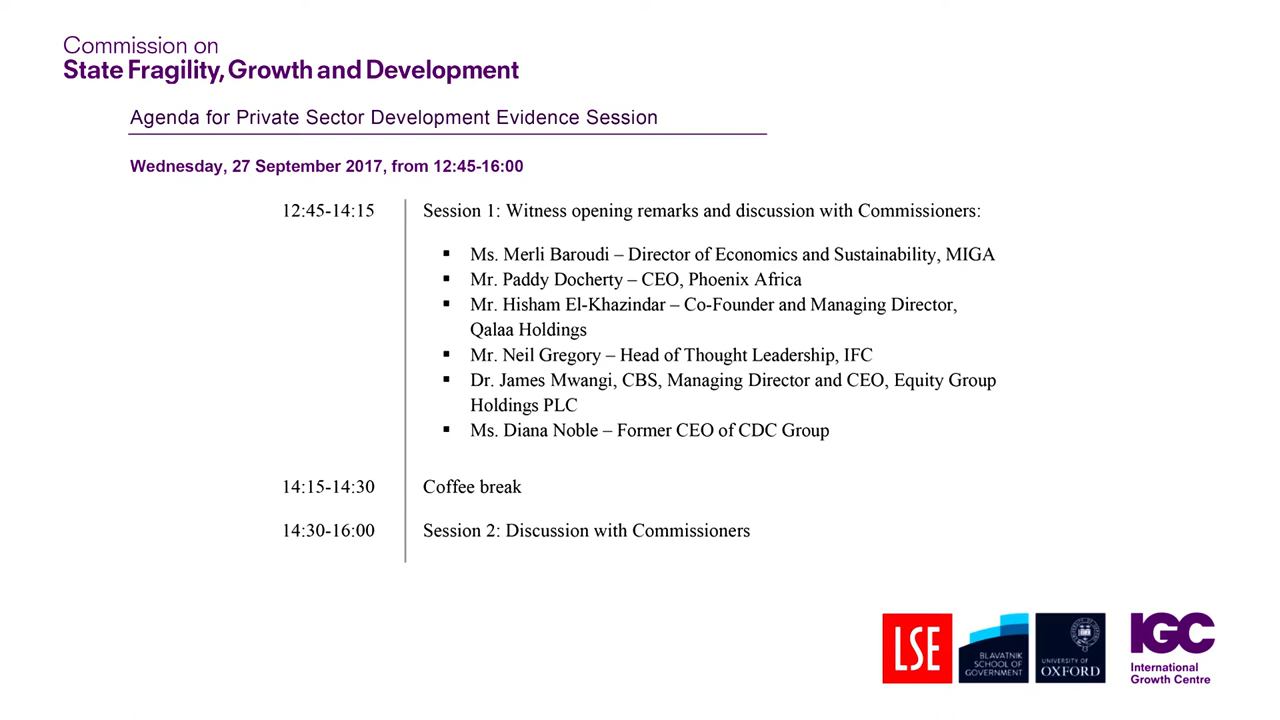 Commission on
State Fragility, Growth and Development
Agenda for Private Sector Development Evidence Session
Wednesday, 27 September 2017, from 12:45-16:00
12:45-14:15 Session 1: Witness opening remarks and discussion with Commissioners:
▪ Ms. Merli Baroudi – Director of Economics and Sustainability, MIGA
▪ Mr. Paddy Docherty – CEO, Phoenix Africa
▪ Mr. Hisham El-Khazindar – Co-Founder and Managing Director,
Qalaa Holdings
▪ Mr. Neil Gregory – Head of Thought Leadership, IFC
▪ Dr. James Mwangi, CBS, Managing Director and CEO, Equity Group
Holdings PLC
▪ Ms. Diana Noble – Former CEO of CDC Group
14:15-14:30 Coffee break
14:30-16:00 Session 2: Discussion with Commissioners
LSE
BLAVATNIK
SCHOOL OF
GOVERNMENT
UNIVERSITY OF
OXFORD
IGC
International
Growth Centre